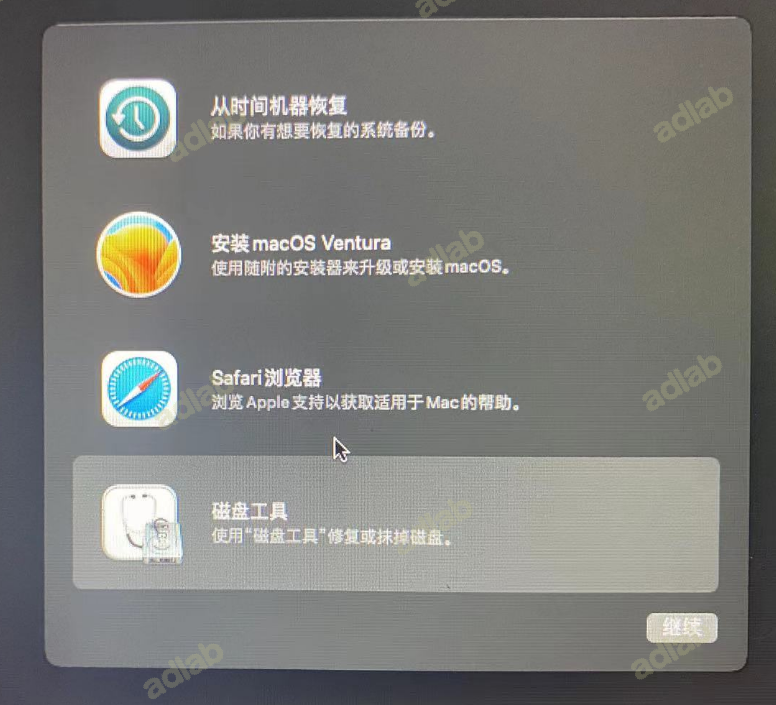 从时间机器恢复
如果你有想要恢复的系统备份。
安装 macOS Ventura
使用随附的安装器来升级或安装 macOS。
Safari 浏览器
浏览 Apple 支持以获取适用于 Mac 的帮助。
磁盘工具
使用“磁盘工具”修复或抹掉磁盘。
继续
adlab
adlab
adlab
adlab
adlab
adlab
adlab
adlab